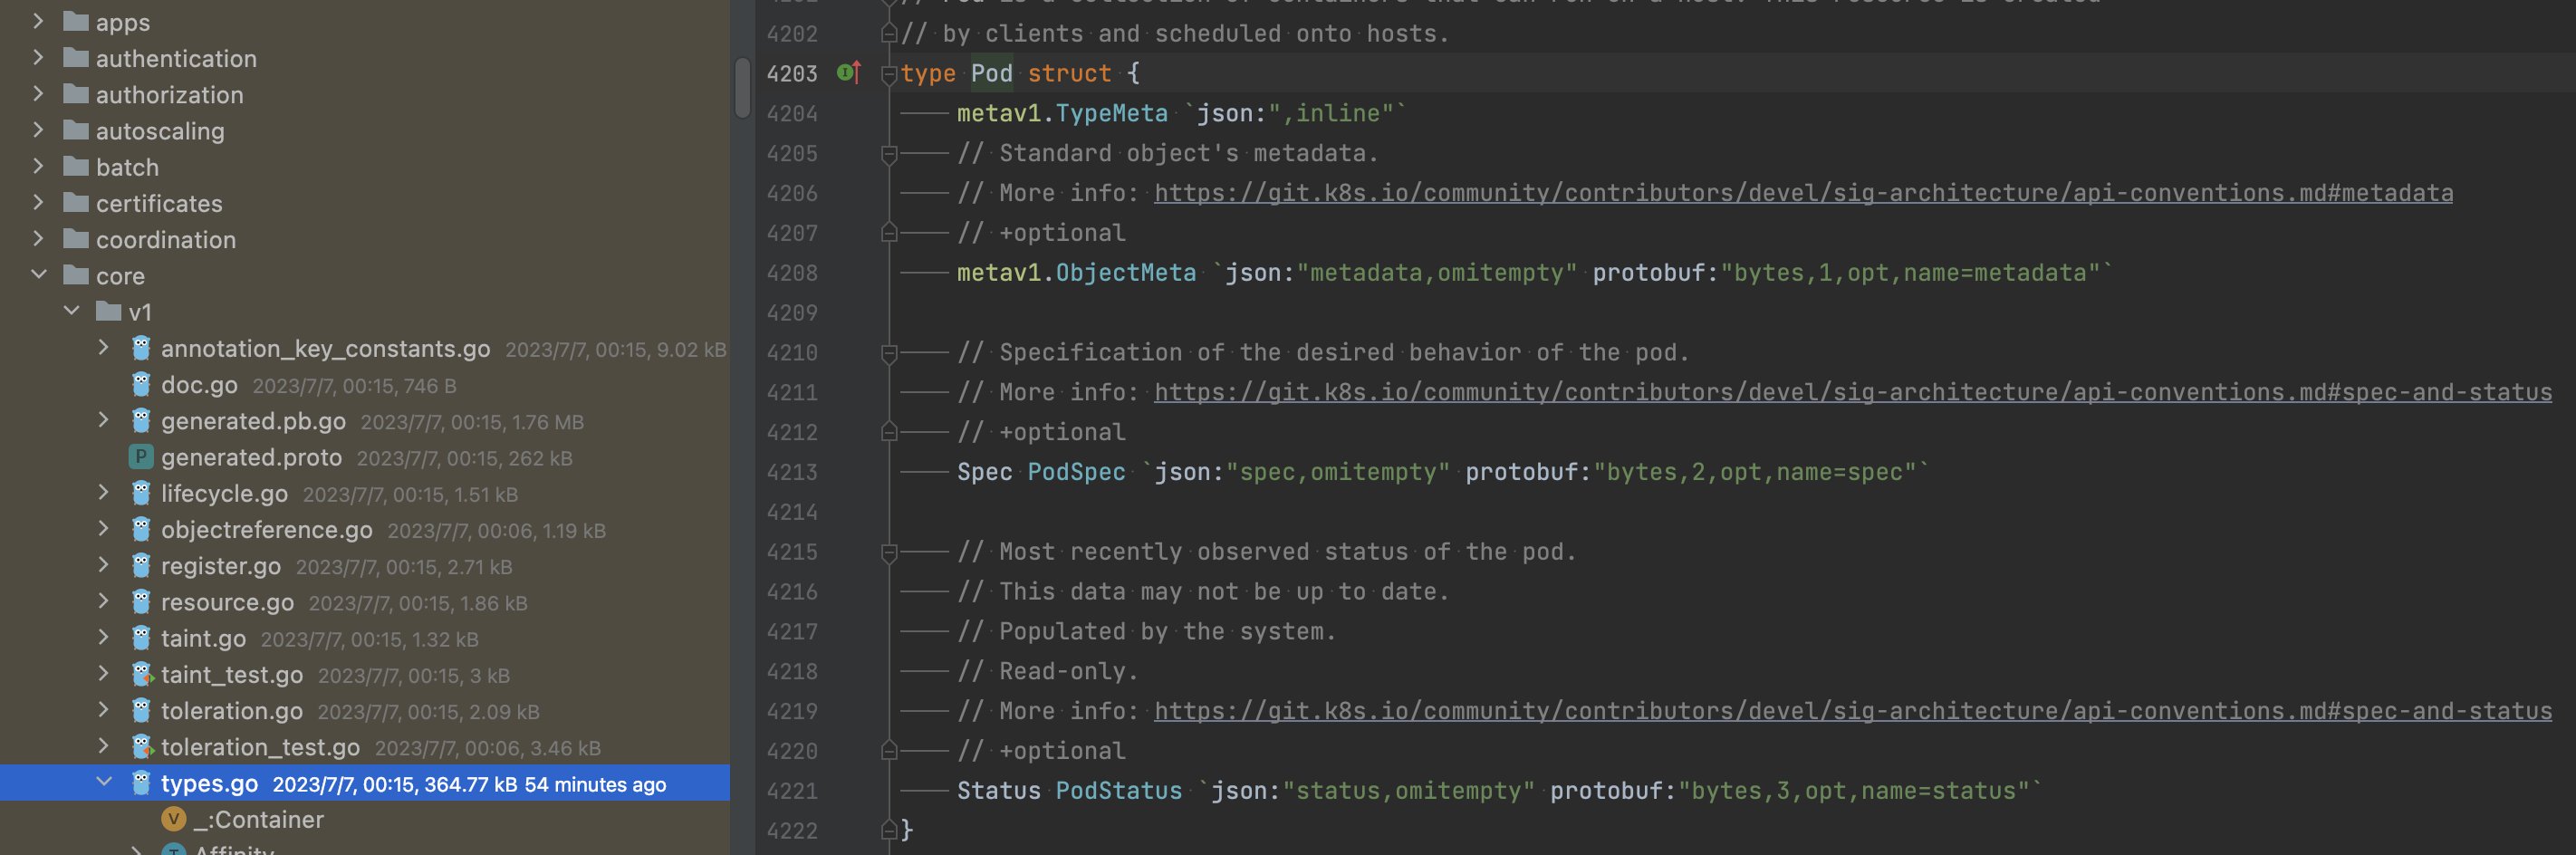 apps
authentication
authorization
autoscaling
batch
certificates
coordination
core
v1
annotation_key_constants.go 2023/7/7, 00:15, 9.02 kB
doc.go 2023/7/7, 00:15, 746 B
generated.pb.go 2023/7/7, 00:15, 1.76 MB
P generated.proto 2023/7/7, 00:15, 262 kB
lifecycle.go 2023/7/7, 00:15, 1.51 kB
objectreference.go 2023/7/7, 00:06, 1.19 kB
register.go 2023/7/7, 00:15, 2.71 kB
resource.go 2023/7/7, 00:15, 1.86 kB
taint.go 2023/7/7, 00:15, 1.32 kB
taint_test.go 2023/7/7, 00:15, 3 kB
toleration.go 2023/7/7, 00:15, 2.09 kB
toleration_test.go 2023/7/7, 00:06, 3.46 kB
types.go 2023/7/7, 00:15, 364.77 kB 54 minutes ago
V _:Container
Affinity
// Pod is a collection of containers that can run on a host. This resource is created
4202 // by clients and scheduled onto hosts.
4203 type Pod struct {
4204 metav1.TypeMeta `json:",inline"`
4205 // Standard object's metadata.
4206 // More info: https://git.k8s.io/community/contributors/devel/sig-architecture/api-conventions.md#metadata
4207 // +optional
4208 metav1.ObjectMeta `json:"metadata,omitempty" protobuf:"bytes,1,opt,name=metadata"`
4209
4210 // Specification of the desired behavior of the pod.
4211 // More info: https://git.k8s.io/community/contributors/devel/sig-architecture/api-conventions.md#spec-and-status
4212 // +optional
4213 Spec PodSpec `json:"spec,omitempty" protobuf:"bytes,2,opt,name=spec"`
4214
4215 // Most recently observed status of the pod.
4216 // This data may not be up to date.
4217 // Populated by the system.
4218 // Read-only.
4219 // More info: https://git.k8s.io/community/contributors/devel/sig-architecture/api-conventions.md#spec-and-status
4220 // +optional
4221 Status PodStatus `json:"status,omitempty" protobuf:"bytes,3,opt,name=status"`
4222 }